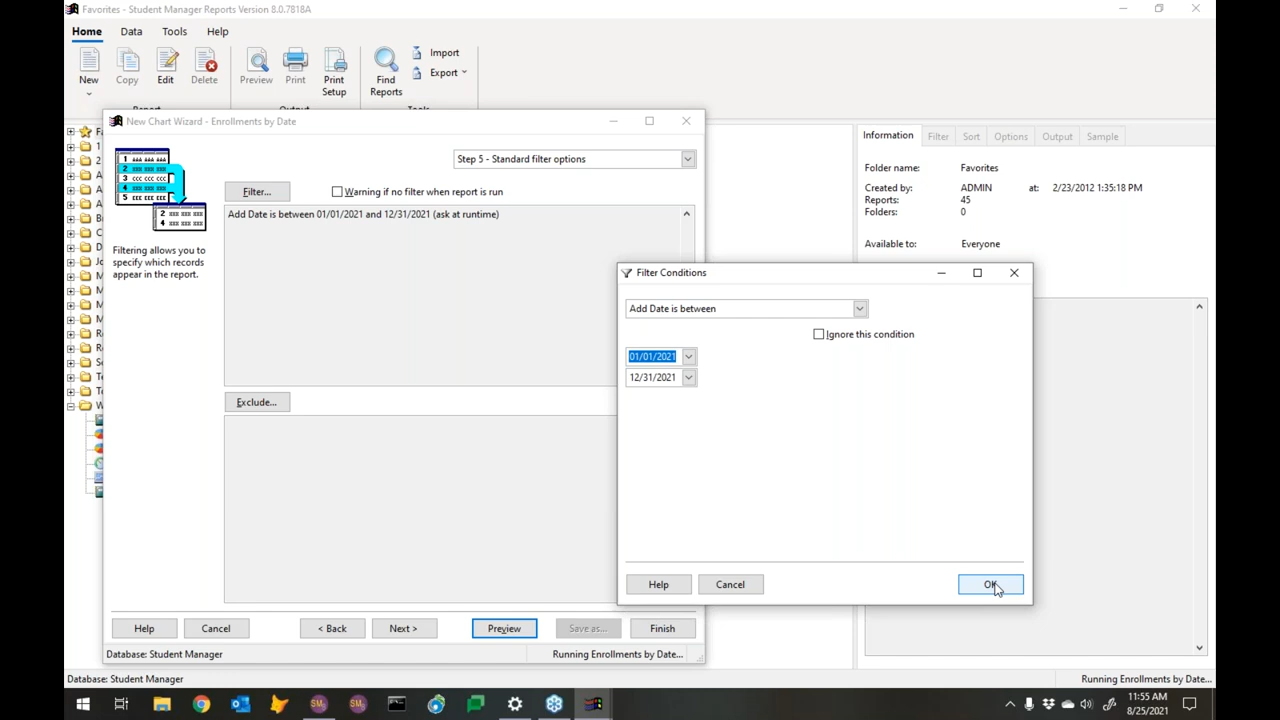 Favorites - Student Manager Reports Version 8.0.7818A
Home Data Tools Help
New Copy Edit Delete Preview Print Print Setup Find Reports Import Export
Output
New Chart Wizard - Enrollments by Date
Step 5 - Standard filter options
Filter... Warning if no filter when report is run
Add Date is between 01/01/2021 and 12/31/2021 (ask at runtime)
Filtering allows you to
specify which records
appear in the report.
Exclude...
Help Cancel < Back Next > Preview Save as... Finish
Database: Student Manager Running Enrollments by Date...
Filter Conditions
Add Date is between
Ignore this condition
01/01/2021
12/31/2021
Help Cancel OK
Information Filter Sort Options Output Sample
Folder name: Favorites
Created by: ADMIN at: 2/23/2012 1:35:18 PM
Reports: 45
Folders: 0
Available to: Everyone
Database: Student Manager Running Enrollments by Date...
11:55 AM
8/25/2021